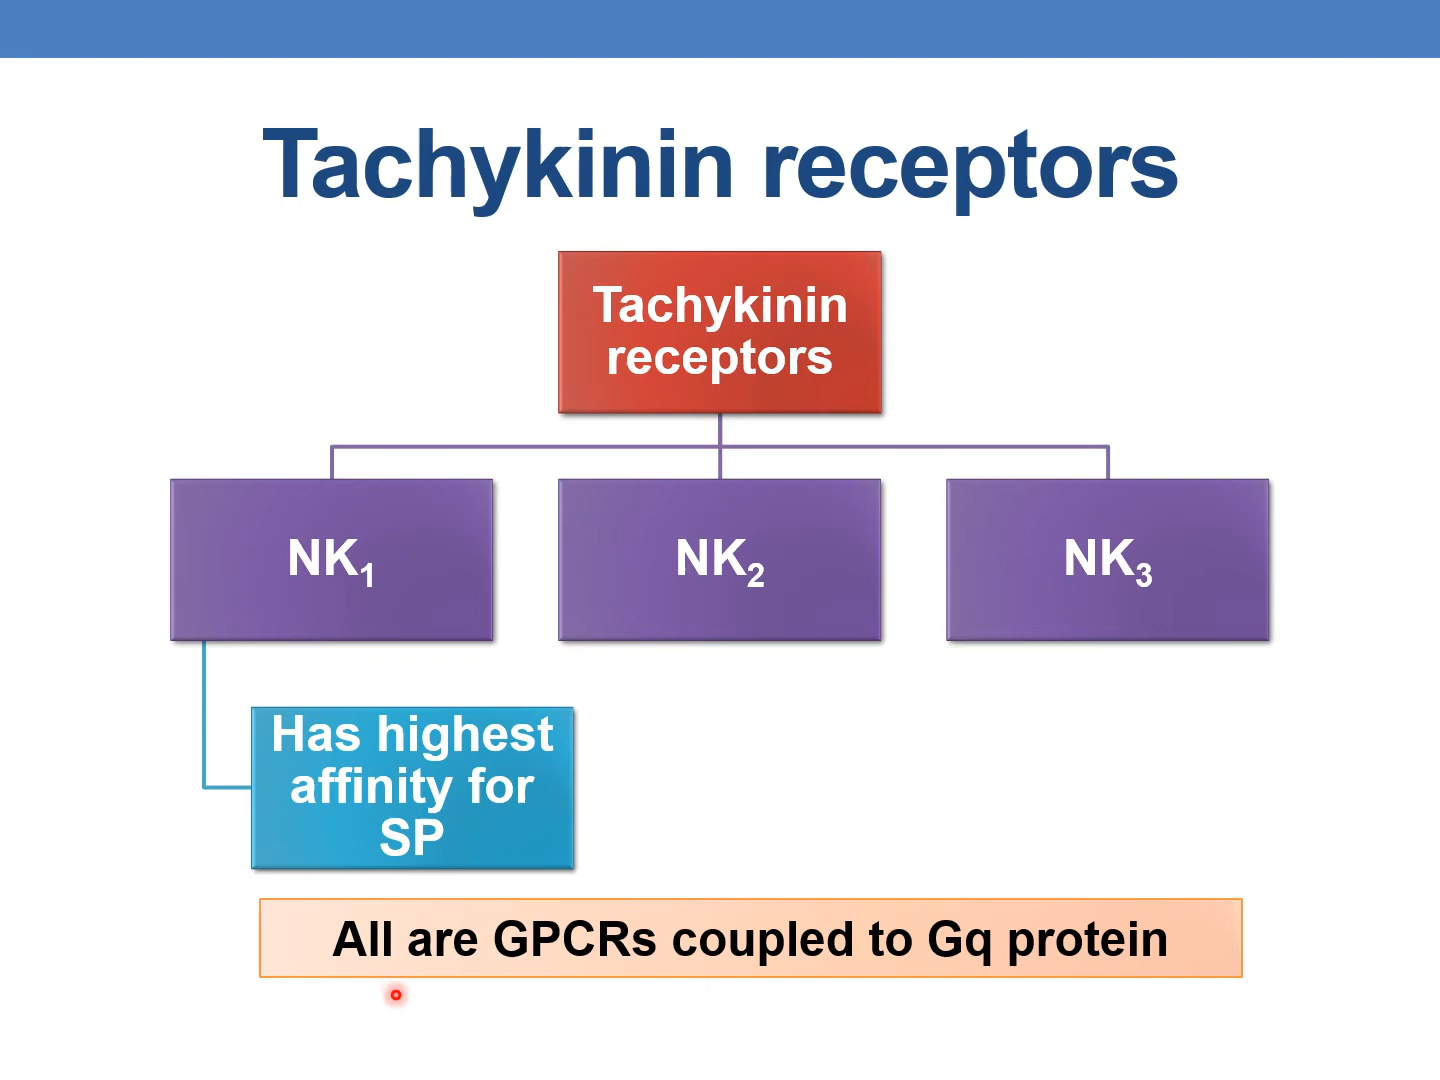 Tachykinin receptors
Tachykinin
receptors
NK₁
NK₂
NK₃
Has highest
affinity for
SP
All are GPCRs coupled to Gq protein